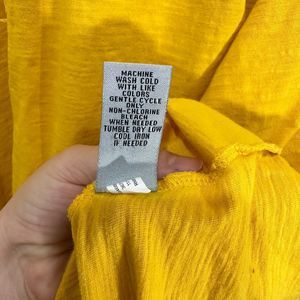 MACHINE
WASH COLD
WITH LIKE
COLORS
GENTLE CYCLE
ONLY
NON-CHLORINE
BLEACH
WHEN NEEDED
TUMBLE DRY LOW
COOL IRON
IF NEEDED